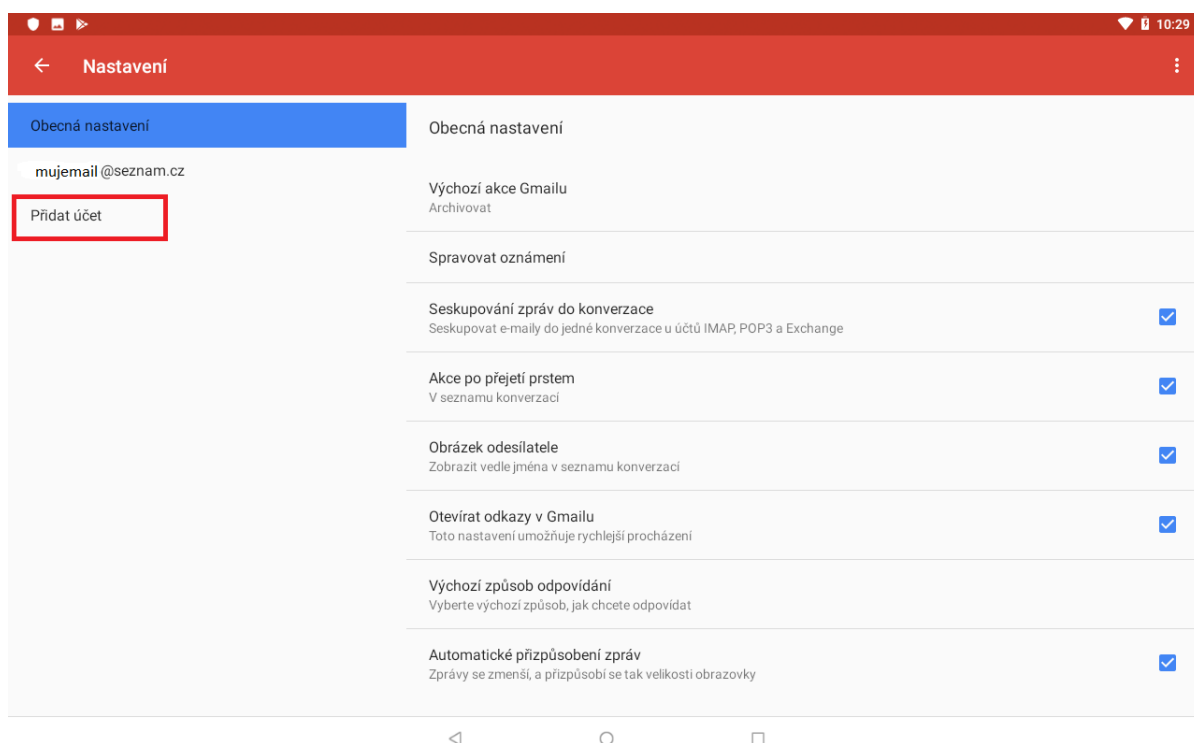 10:29
Nastavení
Obecná nastavení
mujemail@seznam.cz
Přidat účet
Obecná nastavení
Výchozí akce Gmailu
Archivovat
Spravovat oznámení
Seskupování zpráv do konverzace
Seskupovat e-maily do jedné konverzace u účtů IMAP, POP3 a Exchange
Akce po přejetí prstem
V seznamu konverzací
Obrázek odesílatele
Zobrazit vedle jména v seznamu konverzací
Otevírat odkazy v Gmailu
Toto nastavení umožňuje rychlejší procházení
Výchozí způsob odpovídání
Vyberte výchozí způsob, jak chcete odpovídat
Automatické přizpůsobení zpráv
Zprávy se zmenší, a přizpůsobí se tak velikosti obrazovky